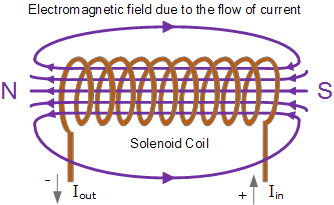 Electromagnetic field due to the flow of current
N S
Solenoid Coil
- Iout + Iin